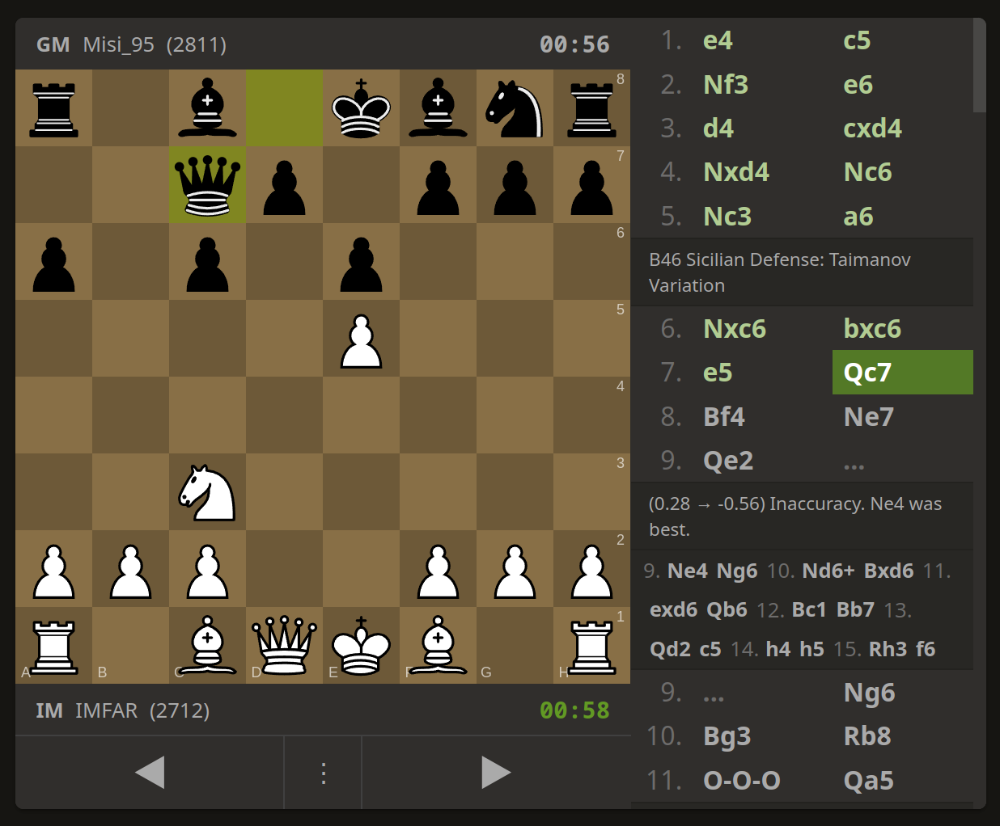 GM Misi_95 (2811) 00:56
8
7
6
5
4
3
2
1
A B C D E F G H
IM IMFAR (2712) 00:58
1. e4 c5
2. Nf3 e6
3. d4 cxd4
4. Nxd4 Nc6
5. Nc3 a6
B46 Sicilian Defense: Taimanov
Variation
6. Nxc6 bxc6
7. e5 Qc7
8. Bf4 Ne7
9. Qe2 ...
(0.28 → -0.56) Inaccuracy. Ne4 was
best.
9. Ne4 Ng6 10. Nd6+ Bxd6 11.
exd6 Qb6 12. Bc1 Bb7 13.
Qd2 c5 14. h4 h5 15. Rh3 f6
9. ... Ng6
10. Bg3 Rb8
11. O-O-O Qa5